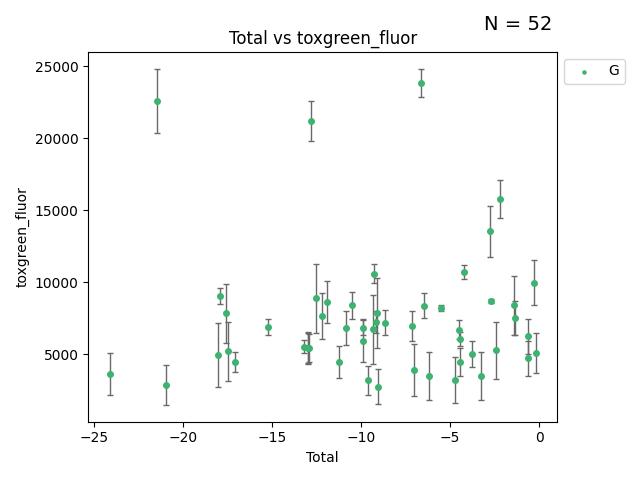 N = 52
Total vs toxgreen_fluor
G
25000
20000
15000
10000
5000
toxgreen_fluor
−25 −20 −15 −10 −5 0
Total